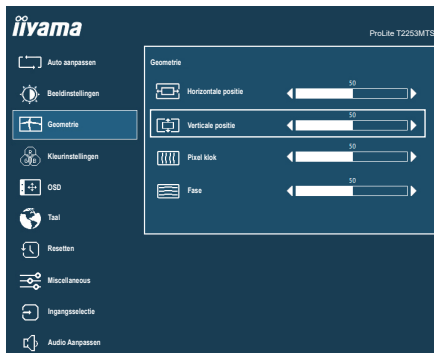 iiyama
ProLite T2253MTS
Auto aanpassen
Beeldinstellingen
Geometrie
Kleurinstellingen
R
G B
OSD
Taal
Resetten
Miscellaneous
Ingangsselectie
Audio Aanpassen
Geometrie
Horizontale positie
50
Verticale positie
50
Pixel klok
50
Fase
50